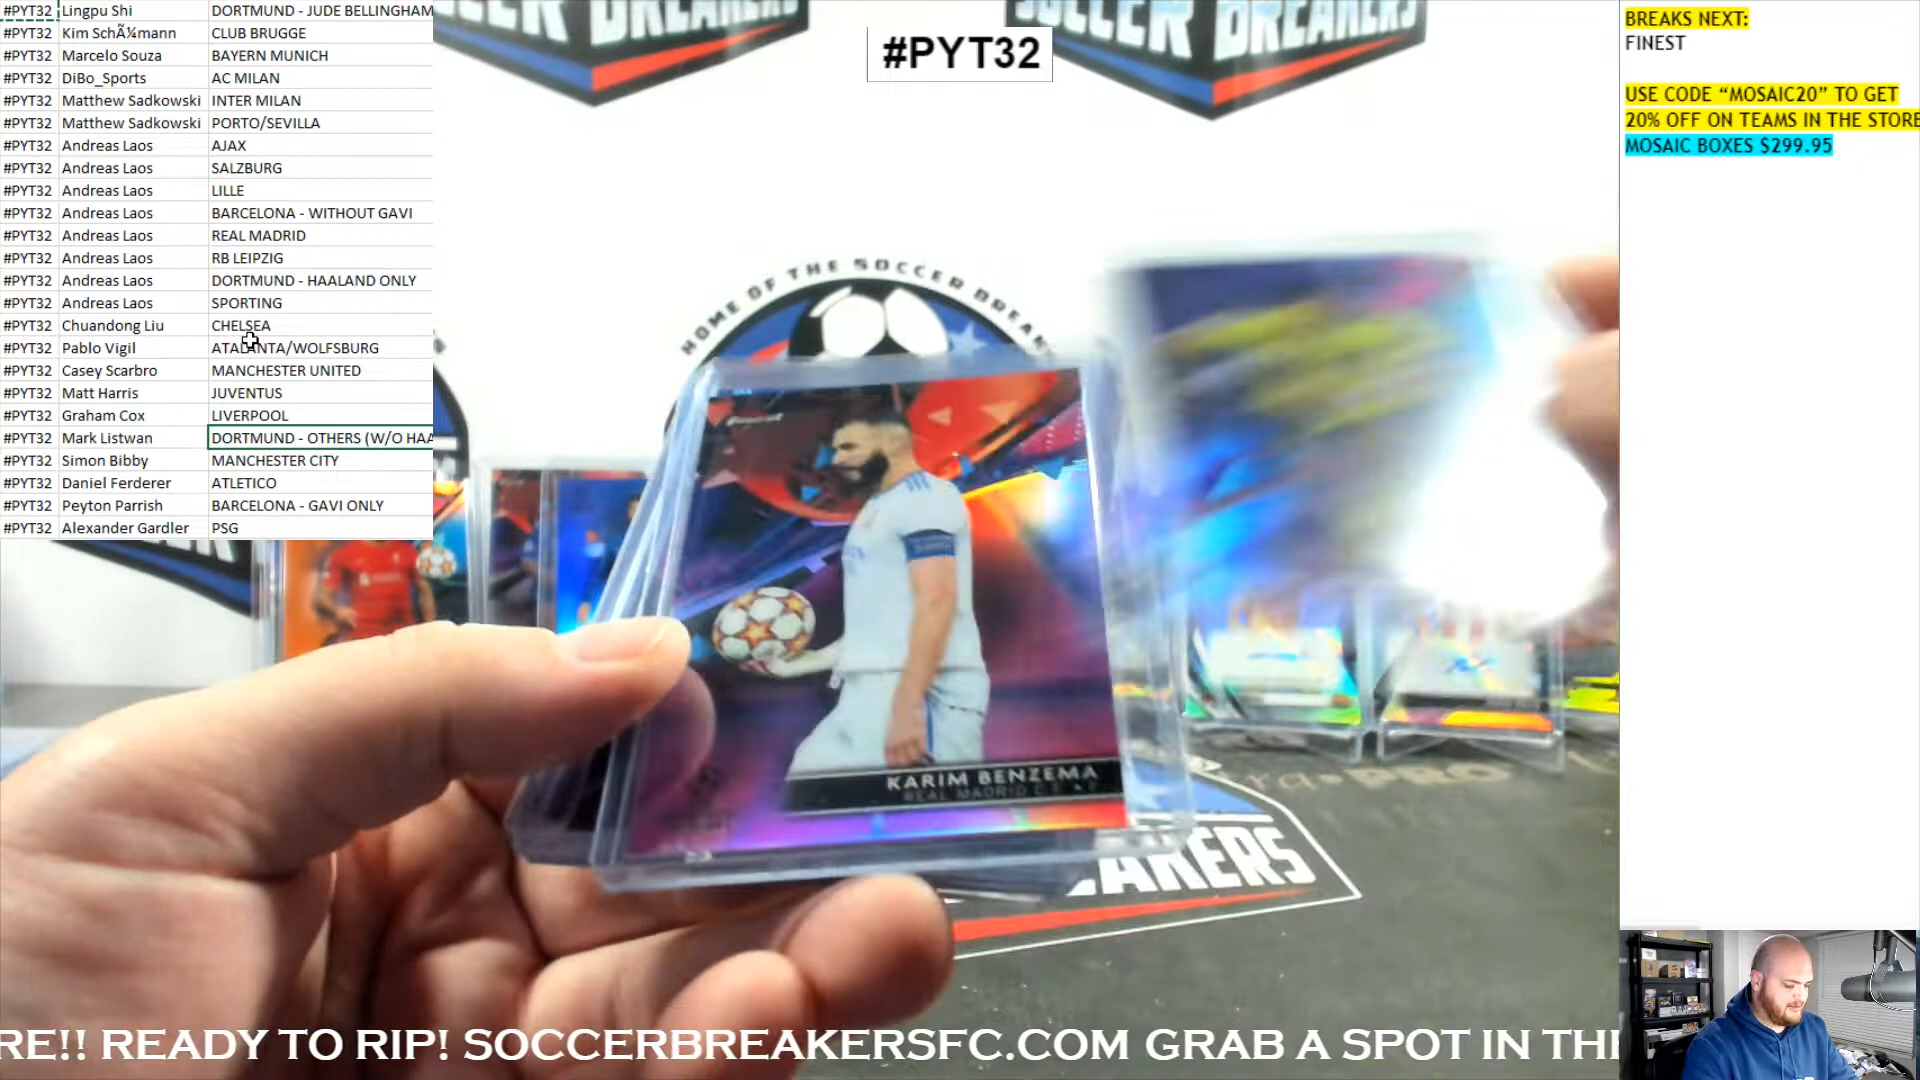 #PYT32 Lingpu Shi DORTMUND - JUDE BELLINGHAM
#PYT32 Kim SchÃ¼mann CLUB BRUGGE
#PYT32 Marcelo Souza BAYERN MUNICH
#PYT32 DiBo_Sports AC MILAN
#PYT32 Matthew Sadkowski INTER MILAN
#PYT32 Matthew Sadkowski PORTO/SEVILLA
#PYT32 Andreas Laos AJAX
#PYT32 Andreas Laos SALZBURG
#PYT32 Andreas Laos LILLE
#PYT32 Andreas Laos BARCELONA - WITHOUT GAVI
#PYT32 Andreas Laos REAL MADRID
#PYT32 Andreas Laos RB LEIPZIG
#PYT32 Andreas Laos DORTMUND - HAALAND ONLY
#PYT32 Andreas Laos SPORTING
#PYT32 Chuandong Liu CHELSEA
#PYT32 Pablo Vigil ATALANTA/WOLFSBURG
#PYT32 Casey Scarbro MANCHESTER UNITED
#PYT32 Matt Harris JUVENTUS
#PYT32 Graham Cox LIVERPOOL
#PYT32 Mark Listwan DORTMUND - OTHERS (W/O HAA
#PYT32 Simon Bibby MANCHESTER CITY
#PYT32 Daniel Ferderer ATLETICO
#PYT32 Peyton Parrish BARCELONA - GAVI ONLY
#PYT32 Alexander Gardler PSG
SOCCER BREAKERS
#PYT32
HOME OF THE SOCCER BREAK
KARIM BENZEMA
REAL MADRID C.F.
AKERS
BREAKS NEXT:
FINEST
USE CODE “MOSAIC20” TO GET
20% OFF ON TEAMS IN THE STORE
MOSAIC BOXES $299.95
RE!! READY TO RIP! SOCCERBREAKERSFC.COM GRAB A SPOT IN THE